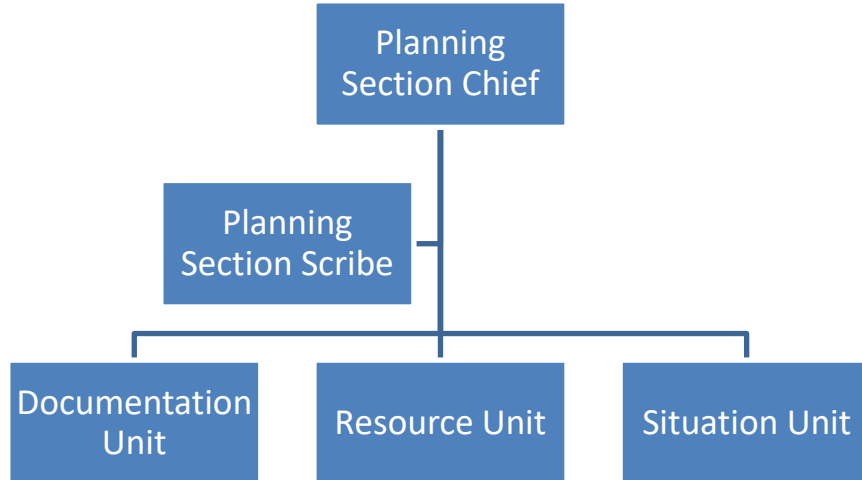 Planning
Section Chief
Planning
Section Scribe
Documentation
Unit
Resource Unit
Situation Unit